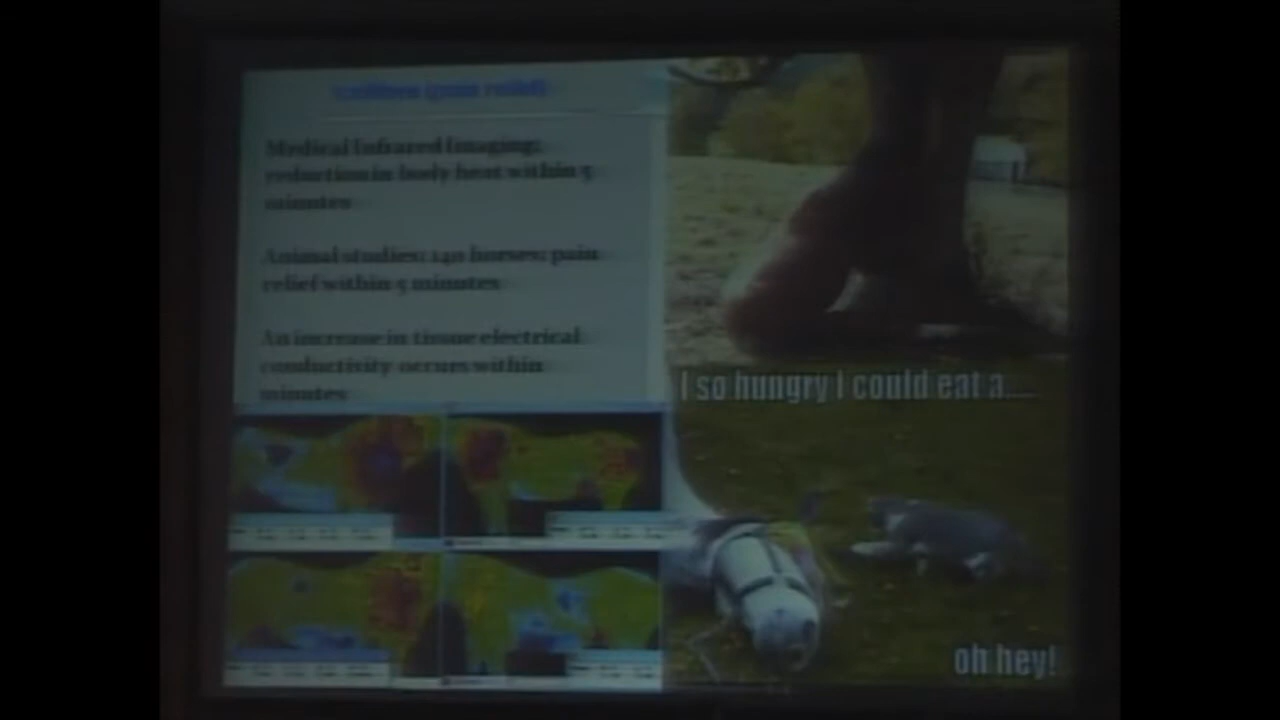 Medical Infrared Imaging:
reduction in body heat within 5
minutes
Animal studies: 140 horses: pain
relief within 5 minutes
An increase in tissue electrical
conductivity occurs within
minutes
I so hungry I could eat a....
oh hey!